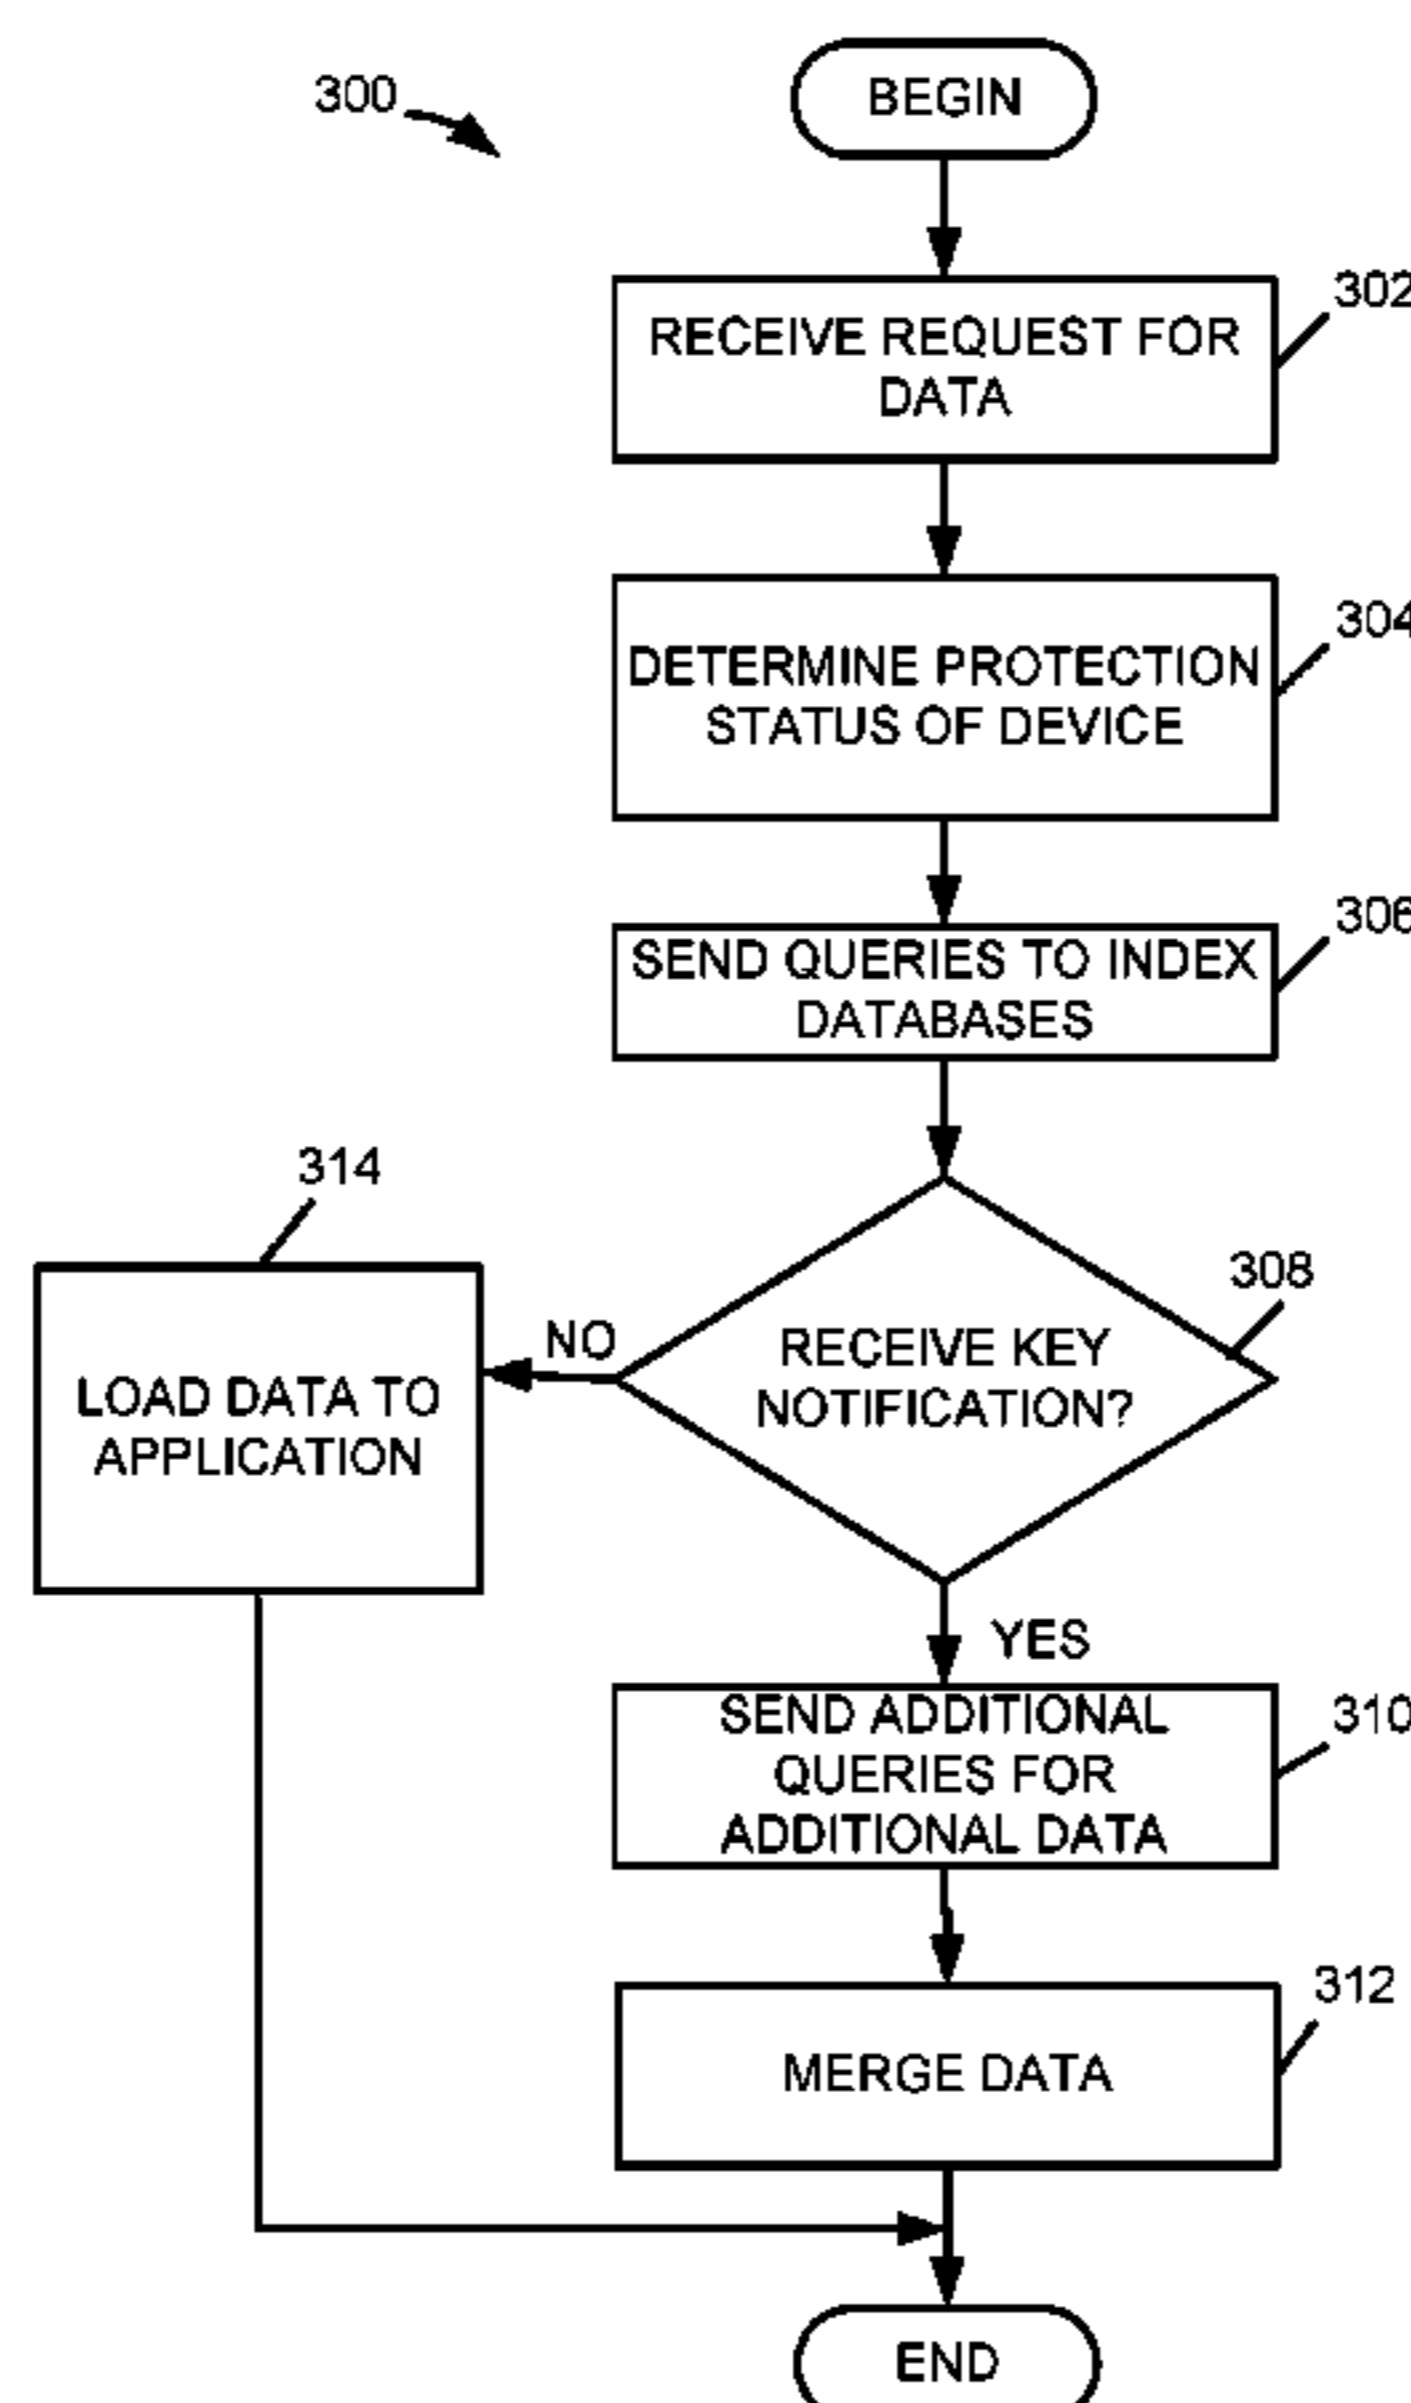 300
BEGIN
302
RECEIVE REQUEST FOR
DATA
304
DETERMINE PROTECTION
STATUS OF DEVICE
306
SEND QUERIES TO INDEX
DATABASES
314
308
NO
RECEIVE KEY
NOTIFICATION?
LOAD DATA TO
APPLICATION
YES
310
SEND ADDITIONAL
QUERIES FOR
ADDITIONAL DATA
312
MERGE DATA
END